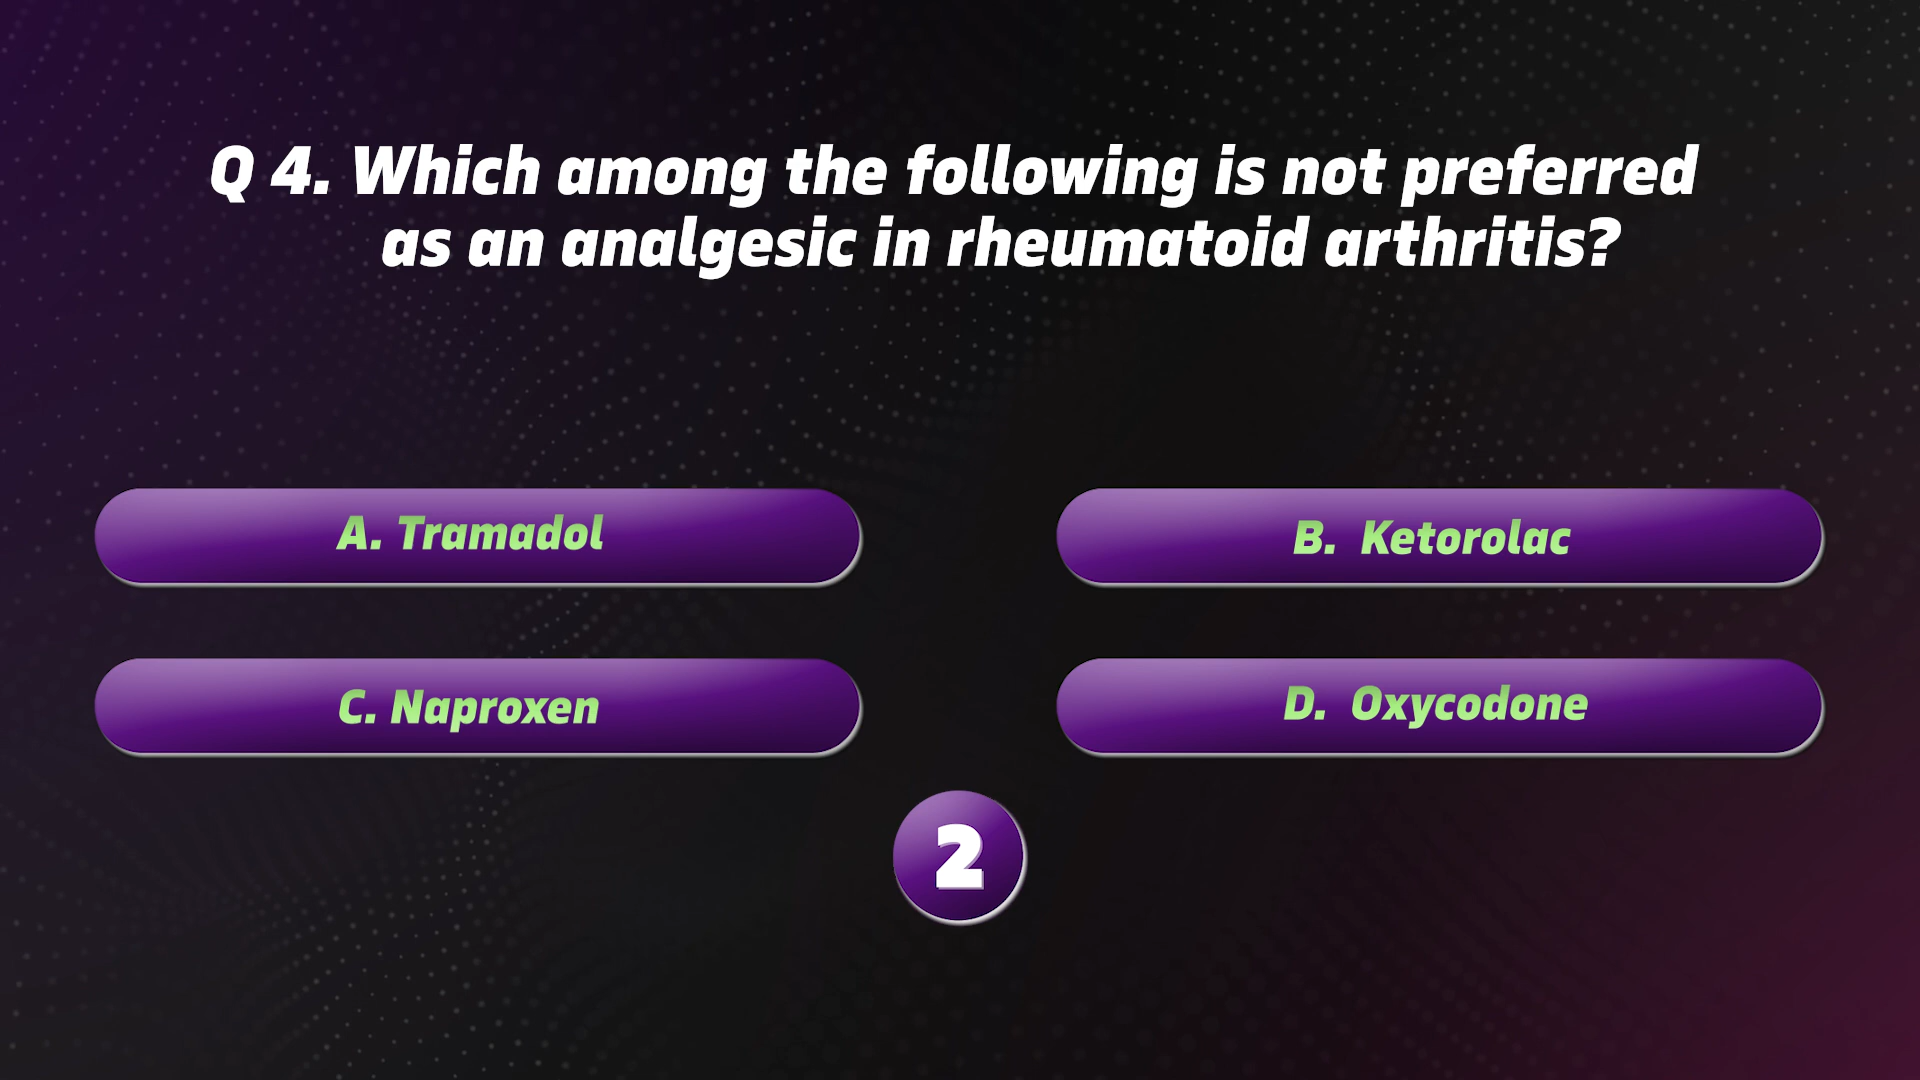 Q 4. Which among the following is not preferred
as an analgesic in rheumatoid arthritis?
A. Tramadol
B. Ketorolac
C. Naproxen
D. Oxycodone
2